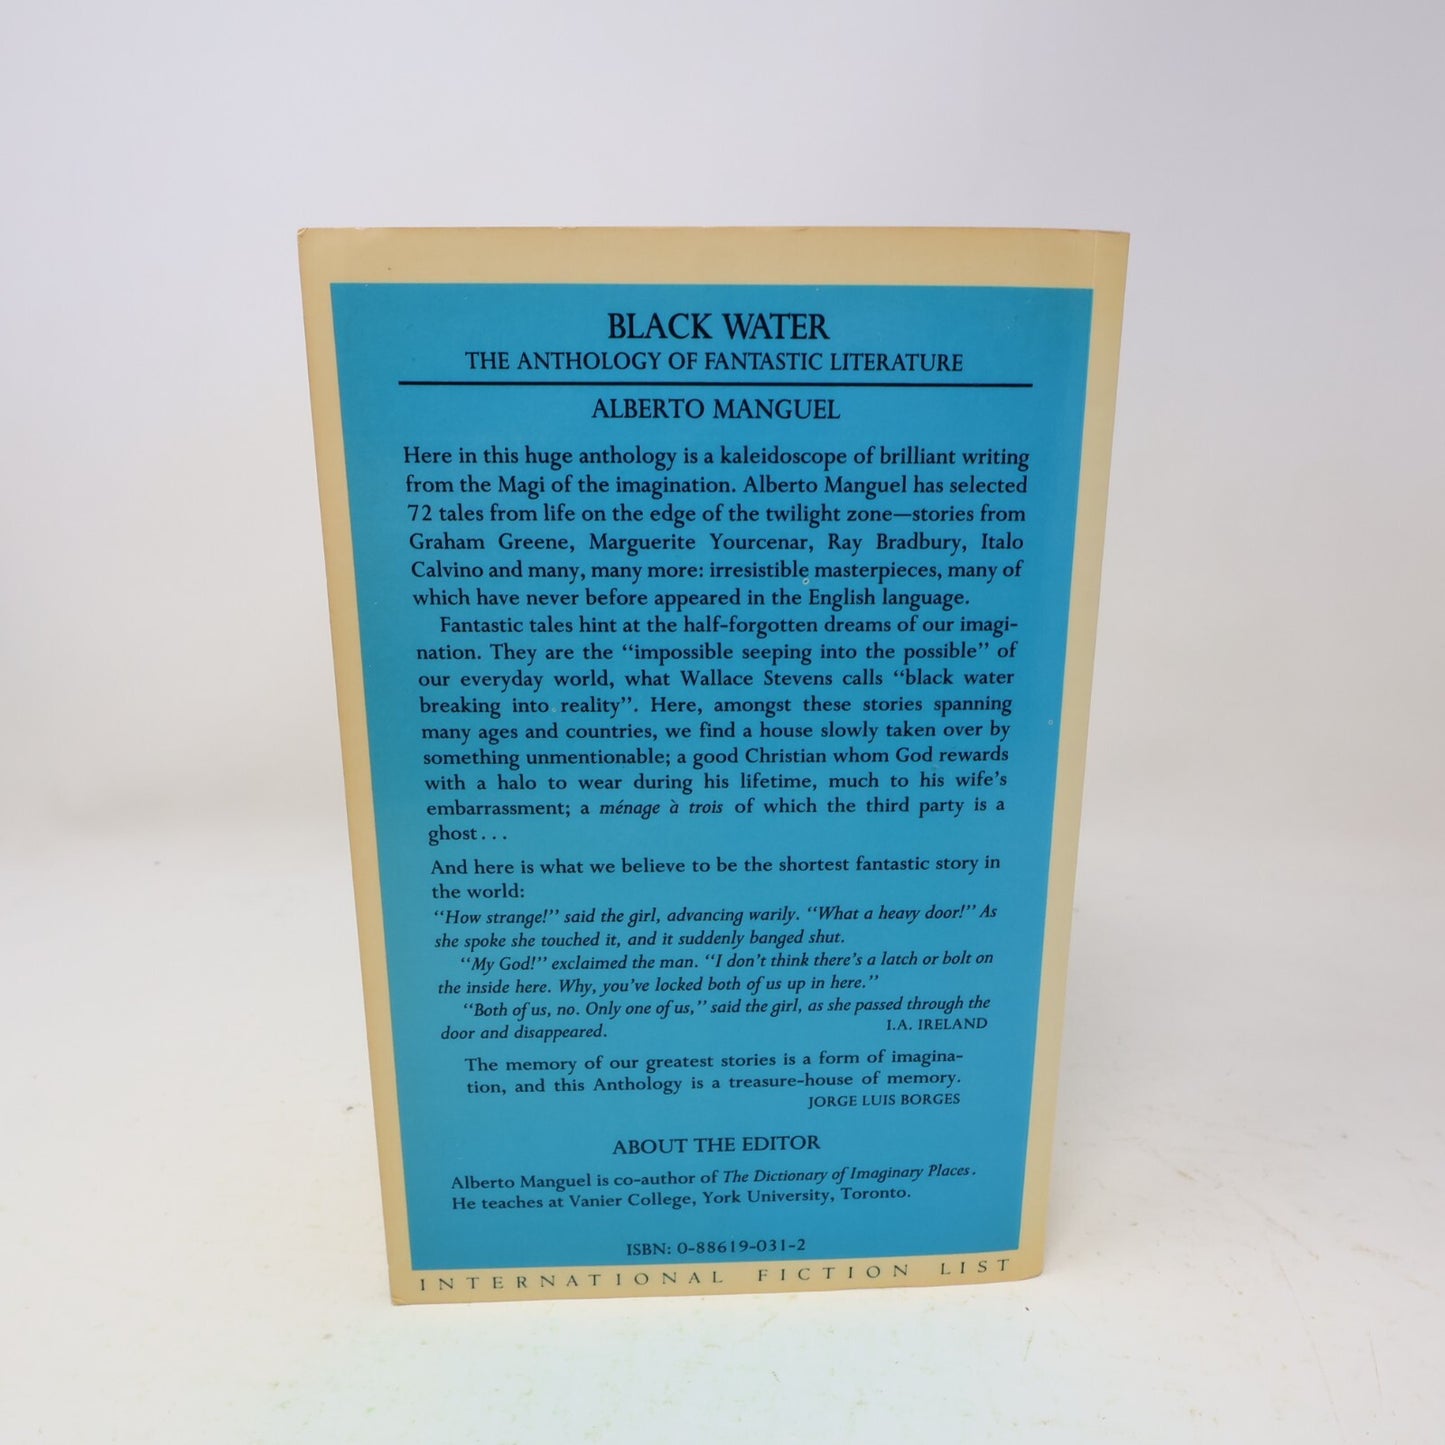 BLACK WATER
THE ANTHOLOGY OF FANTASTIC LITERATURE
ALBERTO MANGUEL
Here in this huge anthology is a kaleidoscope of brilliant writing
from the Magi of the imagination. Alberto Manguel has selected
72 tales from life on the edge of the twilight zone—stories from
Graham Greene, Marguerite Yourcenar, Ray Bradbury, Italo
Calvino and many, many more: irresistible masterpieces, many of
which have never before appeared in the English language.
Fantastic tales hint at the half-forgotten dreams of our imagi-
nation. They are the “impossible seeping into the possible” of
our everyday world, what Wallace Stevens calls “black water
breaking into reality”. Here, amongst these stories spanning
many ages and countries, we find a house slowly taken over by
something unmentionable; a good Christian whom God rewards
with a halo to wear during his lifetime, much to his wife’s
embarrassment; a ménage à trois of which the third party is a
ghost...
And here is what we believe to be the shortest fantastic story in
the world:
“How strange!” said the girl, advancing warily. “What a heavy door!” As
she spoke she touched it, and it suddenly banged shut.
“My God!” exclaimed the man. “I don’t think there’s a latch or bolt on
the inside here. Why, you’ve locked both of us up in here.”
“Both of us, no. Only one of us,” said the girl, as she passed through the
door and disappeared. I.A. IRELAND
The memory of our greatest stories is a form of imagina-
tion, and this Anthology is a treasure-house of memory.
JORGE LUIS BORGES
ABOUT THE EDITOR
Alberto Manguel is co-author of The Dictionary of Imaginary Places.
He teaches at Vanier College, York University, Toronto.
ISBN: 0-88619-031-2
INTERNATIONAL FICTION LIST